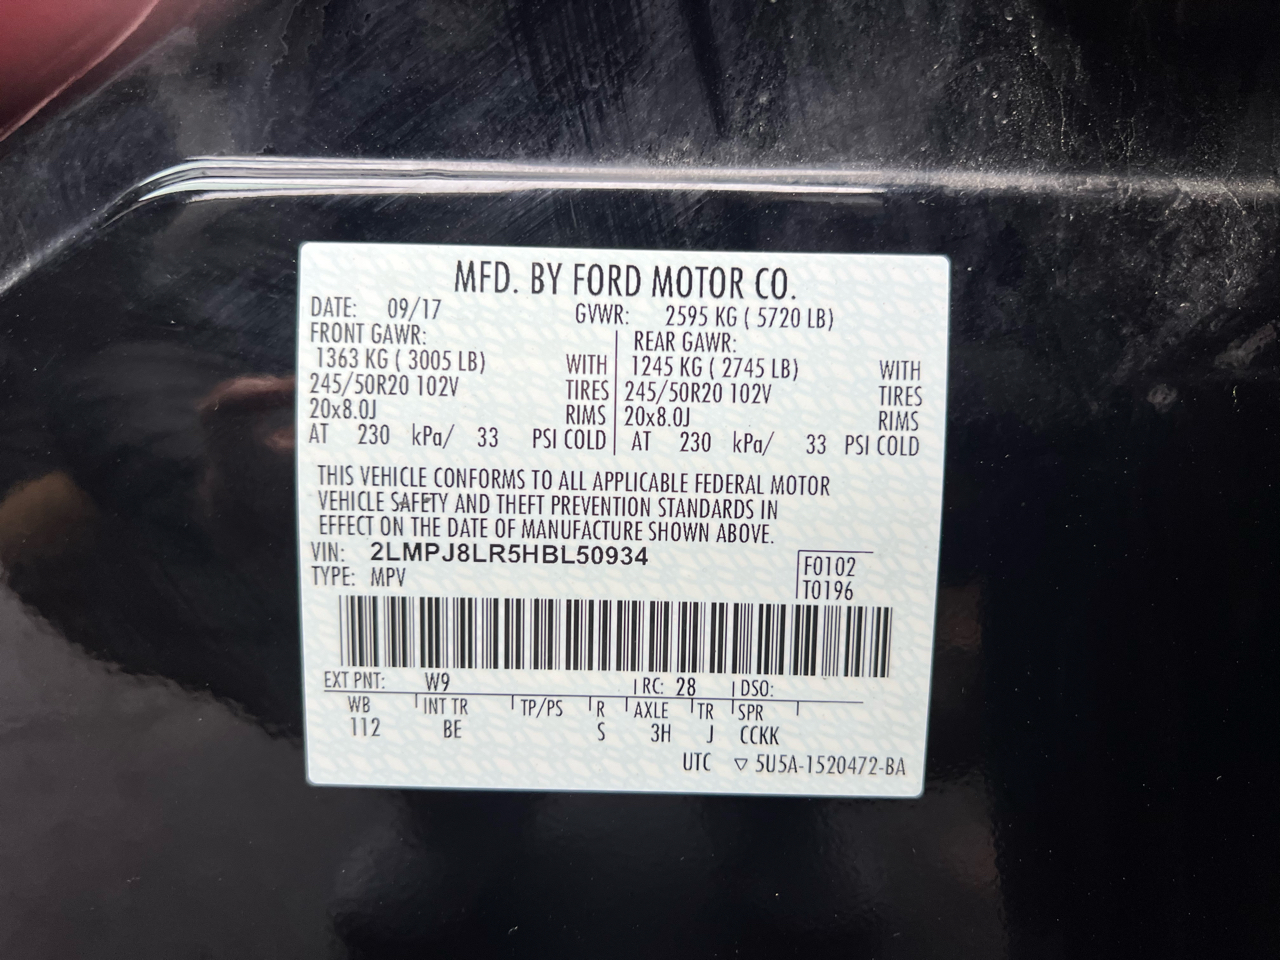 MFD. BY FORD MOTOR CO.
DATE: 09/17 GVWR: 2595 KG ( 5720 LB)
FRONT GAWR: REAR GAWR:
1363 KG ( 3005 LB) WITH 1245 KG ( 2745 LB) WITH
245/50R20 102V TIRES 245/50R20 102V TIRES
20x8.0J RIMS 20x8.0J RIMS
AT 230 kPa/ 33 PSI COLD AT 230 kPa/ 33 PSI COLD
THIS VEHICLE CONFORMS TO ALL APPLICABLE FEDERAL MOTOR
VEHICLE SAFETY AND THEFT PREVENTION STANDARDS IN
EFFECT ON THE DATE OF MANUFACTURE SHOWN ABOVE.
VIN: 2LMPJ8LR5HBL50934 F0102
TYPE: MPV T0196
EXT PNT: W9 RC: 28 DSO:
WB INT TR TP/PS R AXLE TR SPR
112 BE S 3H J CCKK
UTC ▽ 5U5A-1520472-BA